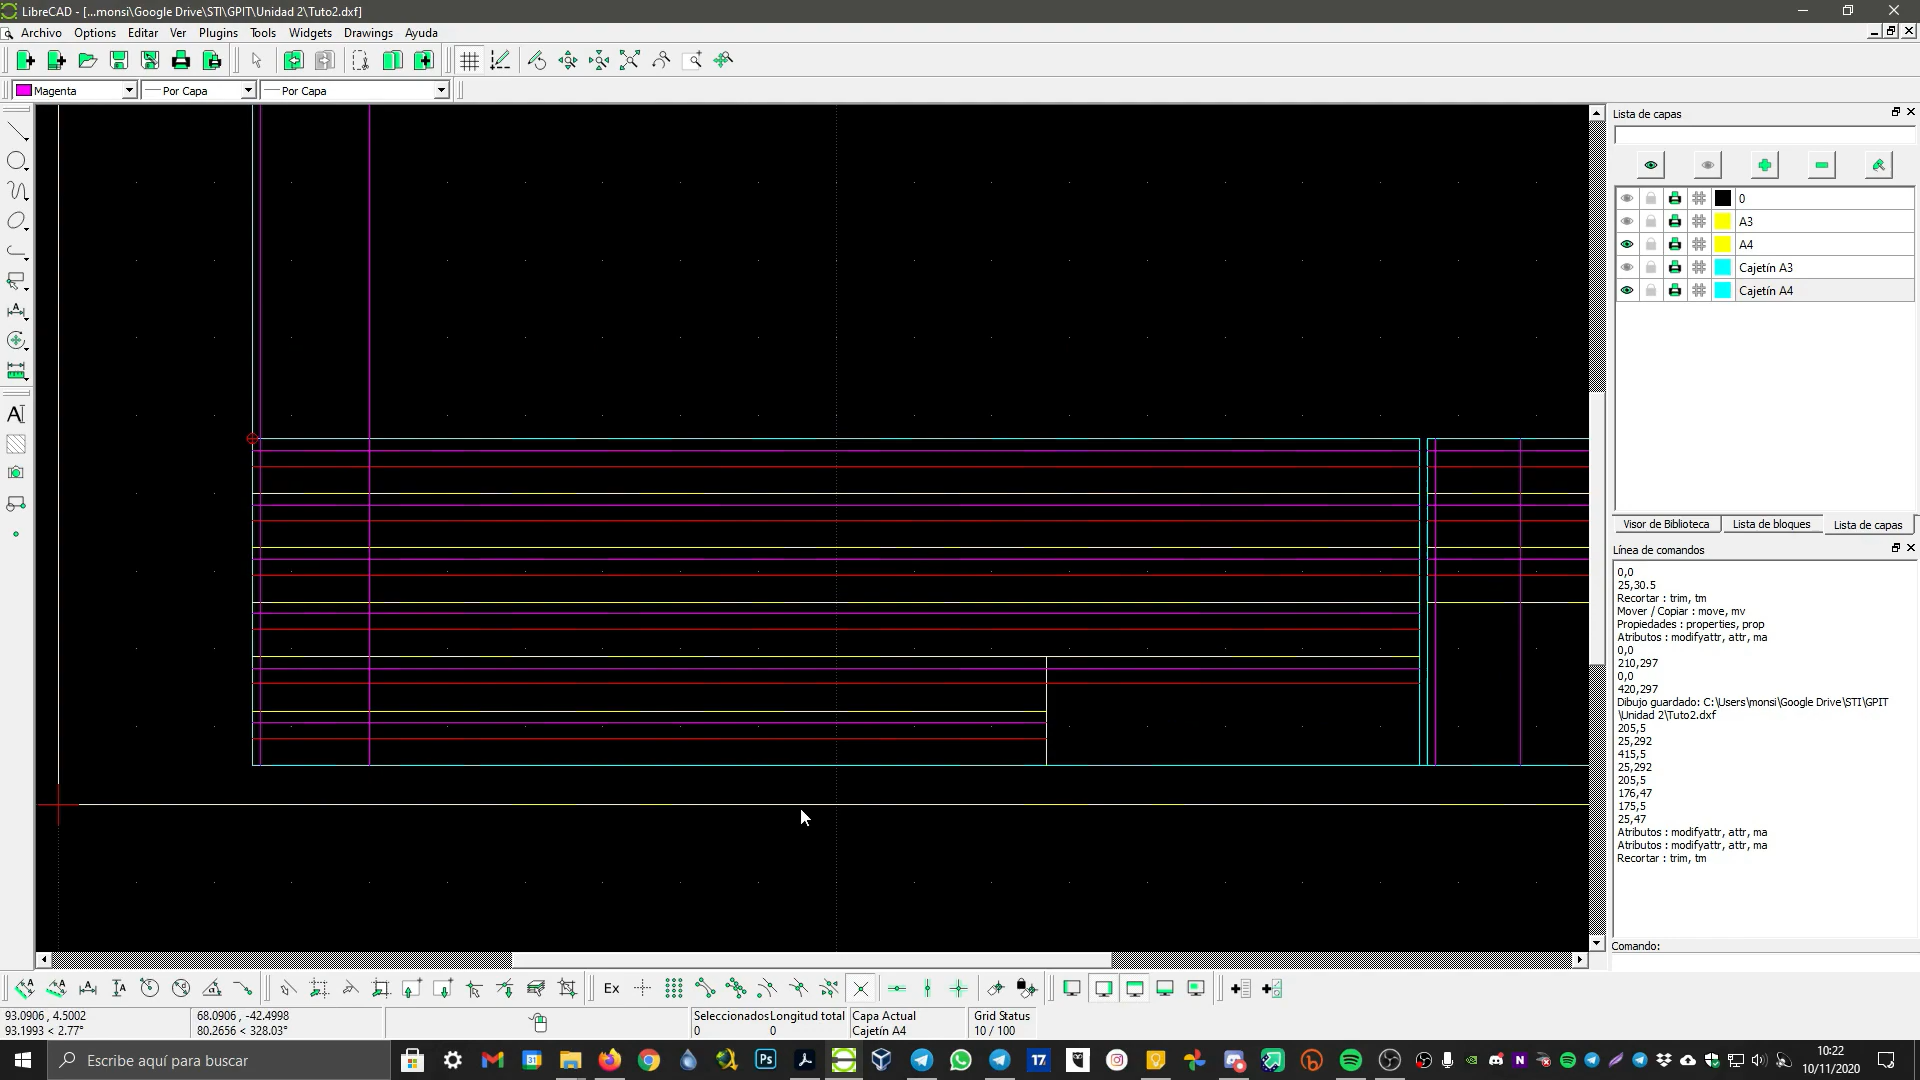 LibreCAD - [...monsi\Google Drive\STI\GPIT\Unidad 2\Tuto2.dxf]
Archivo Options Editar Ver Plugins Tools Widgets Drawings Ayuda
Magenta Por Capa Por Capa
Lista de capas
0
A3
A4
Cajetín A3
Cajetín A4
Visor de Biblioteca Lista de bloques Lista de capas
Línea de comandos
0,0
25,30.5
Recortar : trim, tm
Mover / Copiar : move, mv
Propiedades : properties, prop
Atributos : modifyattr, attr, ma
0,0
210,297
0,0
420,297
Dibujo guardado: C:\Users\monsi\Google Drive\STI\GPIT
\Unidad 2\Tuto2.dxf
205,5
25,292
415,5
25,292
205,5
176,47
175,5
25,47
Atributos : modifyattr, attr, ma
Atributos : modifyattr, attr, ma
Recortar : trim, tm
Comando:
Ex
93.0906 , 4.5002
93.1993 < 2.77°
68.0906 , -42.4998
80.2656 < 328.03°
Seleccionados Longitud total
0 0
Capa Actual
Cajetín A4
Grid Status
10 / 100
Escribe aquí para buscar
10:22
10/11/2020